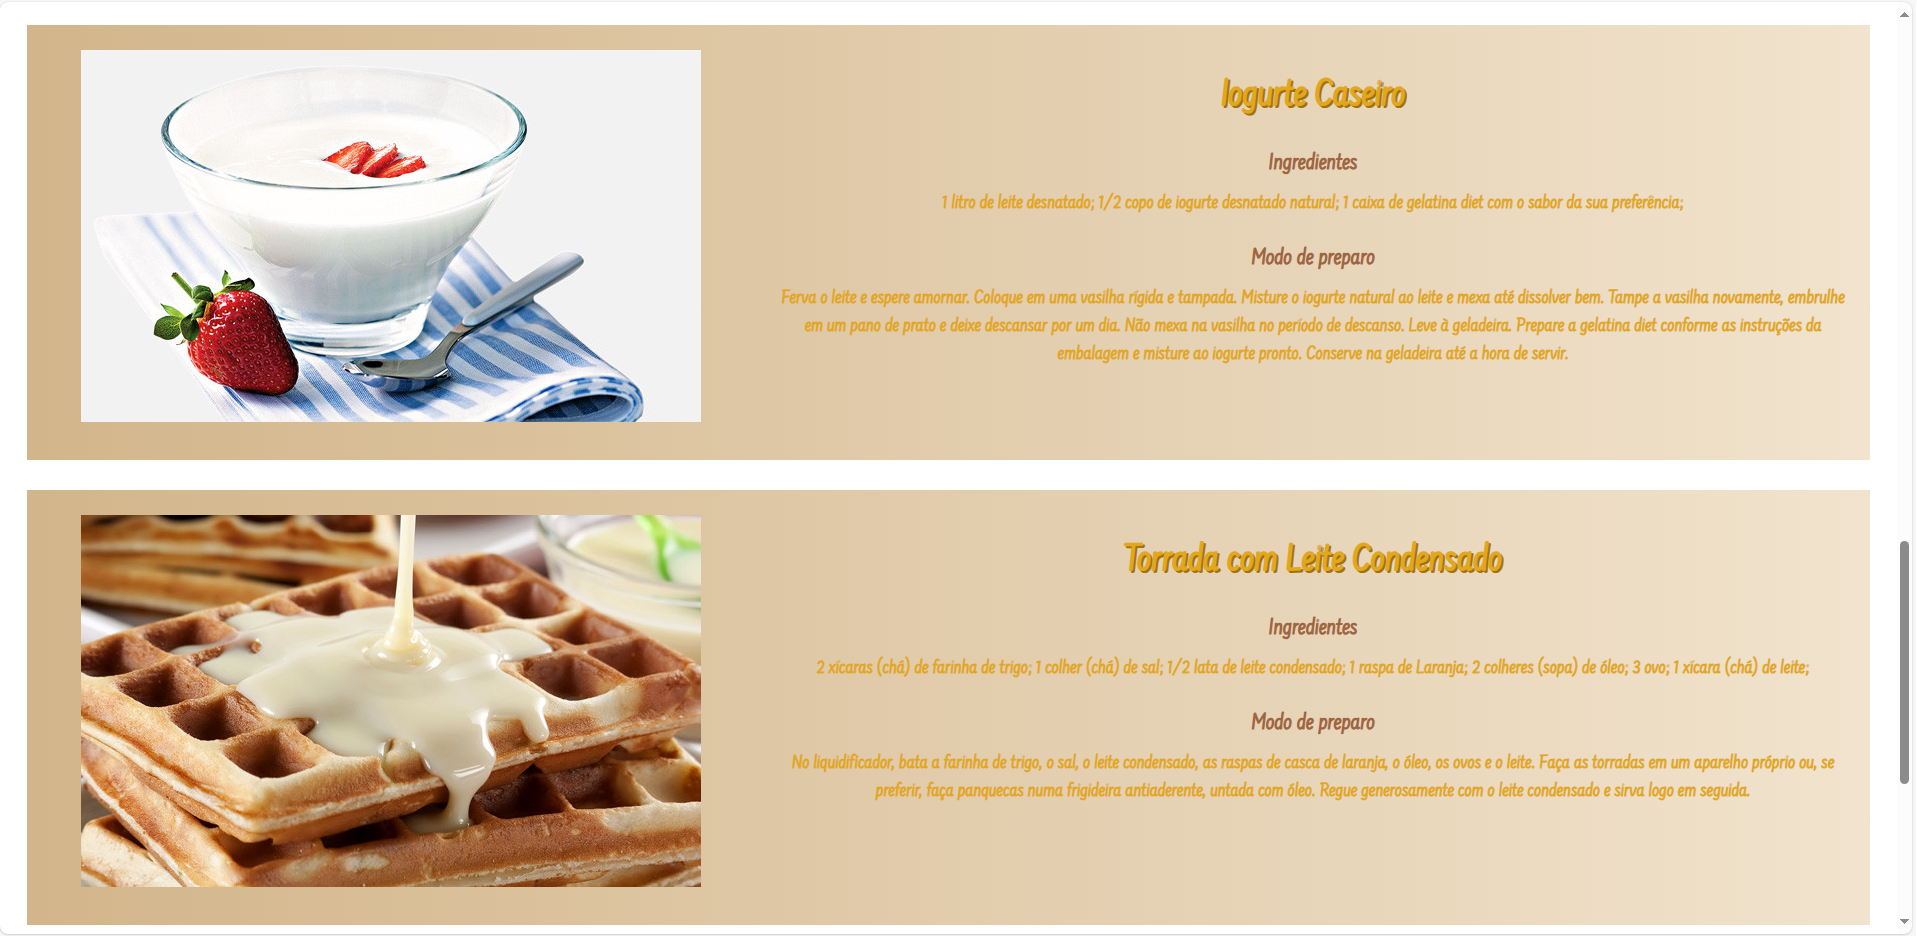 Iogurte Caseiro
Ingredientes
1 litro de leite desnatado; 1/2 copo de iogurte desnatado natural; 1 caixa de gelatina diet com o sabor da sua preferência;
Modo de preparo
Ferva o leite e espere amornar. Coloque em uma vasilha rígida e tampada. Misture o iogurte natural ao leite e mexa até dissolver bem. Tampe a vasilha novamente, embrulhe
em um pano de prato e deixe descansar por um dia. Não mexa na vasilha no período de descanso. Leve à geladeira. Prepare a gelatina diet conforme as instruções da
embalagem e misture ao iogurte pronto. Conserve na geladeira até a hora de servir.
Torrada com Leite Condensado
Ingredientes
2 xícaras (chá) de farinha de trigo; 1 colher (chá) de sal; 1/2 lata de leite condensado; 1 raspa de Laranja; 2 colheres (sopa) de óleo; 3 ovo; 1 xícara (chá) de leite;
Modo de preparo
No liquidificador, bata a farinha de trigo, o sal, o leite condensado, as raspas de casca de laranja, o óleo, os ovos e o leite. Faça as torradas em um aparelho próprio ou, se
preferir, faça panquecas numa frigideira antiaderente, untada com óleo. Regue generosamente com o leite condensado e sirva logo em seguida.